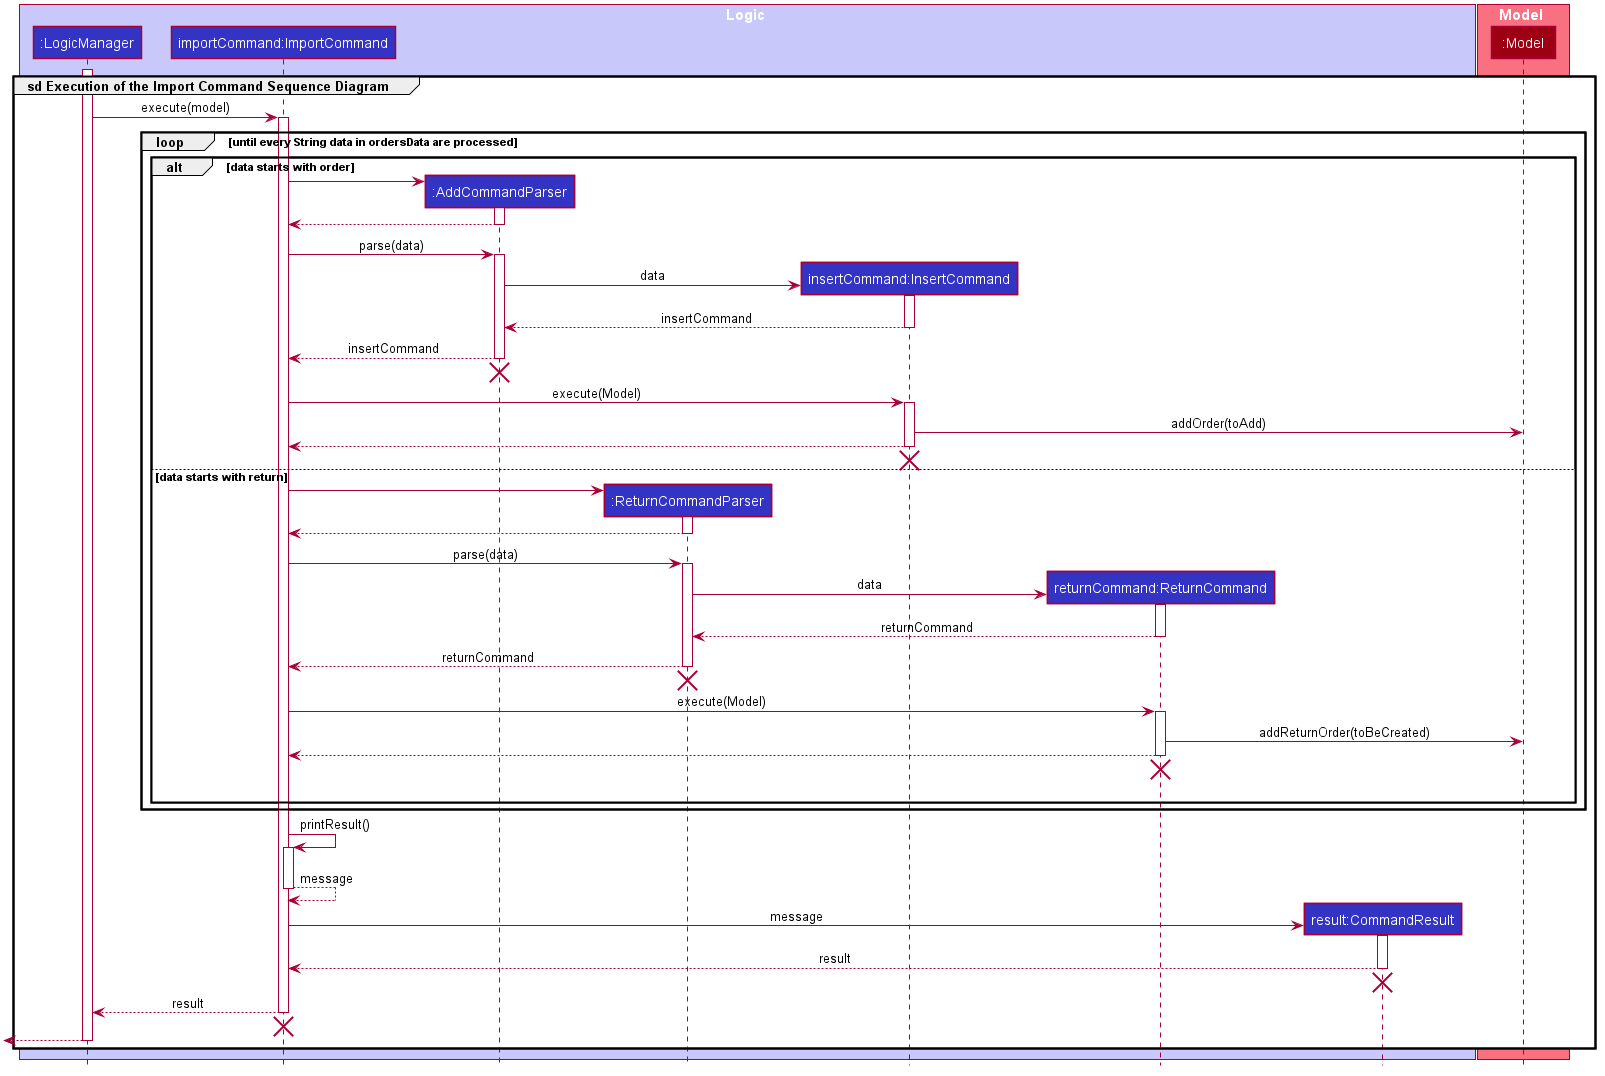 Logic
Model
:LogicManager
importCommand:ImportCommand
:Model
sd Execution of the Import Command Sequence Diagram
execute(model)
loop
[until every String data in ordersData are processed]
alt
[data starts with order]
:AddCommandParser
parse(data)
data
insertCommand:InsertCommand
insertCommand
insertCommand
execute(Model)
addOrder(toAdd)
[data starts with return]
:ReturnCommandParser
parse(data)
data
returnCommand:ReturnCommand
returnCommand
returnCommand
execute(Model)
addReturnOrder(toBeCreated)
printResult()
message
message
result:CommandResult
result
result